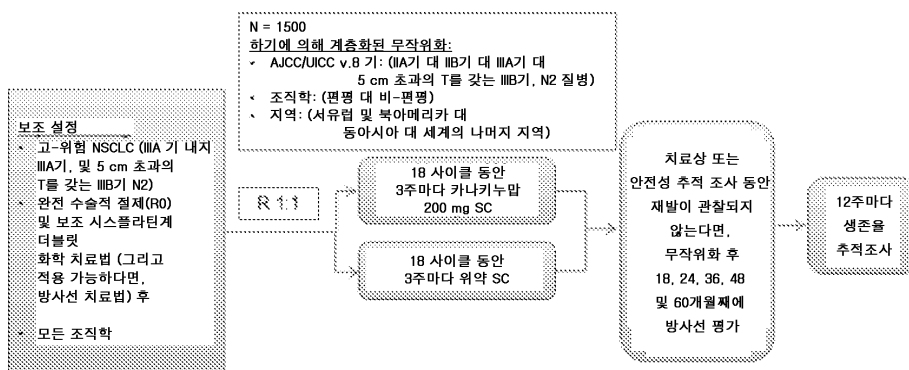 N = 1500
하기에 의해 계층화된 무작위화:
AJCC/UICC v.8 기: (IIA기 대 IIB기 대 IIIA기 대
5 cm 초과의 T를 갖는 IIIB기, N2 질병)
조직학: (편평 대 비-편평)
지역: (서유럽 및 북아메리카 대
동아시아 대 세계의 나머지 지역)
보조 설정
고-위험 NSCLC (IIA 기 내지
IIIA기, 및 5 cm 초과의
T를 갖는 IIIB기 N2)
완전 수술적 절제(R0)
및 보조 시스플라틴계
더블릿
화학 치료법 (그리고
적용 가능하다면,
방사선 치료법) 후
모든 조직학
R 1:1
18 사이클 동안
3주마다 카나키누맙
200 mg SC
18 사이클 동안
3주마다 위약 SC
치료상 또는
안전성 추적 조사 동안
재발이 관찰되지
않는다면,
무작위화 후
18, 24, 36, 48
및 60개월째에
방사선 평가
12주마다
생존율
추적조사